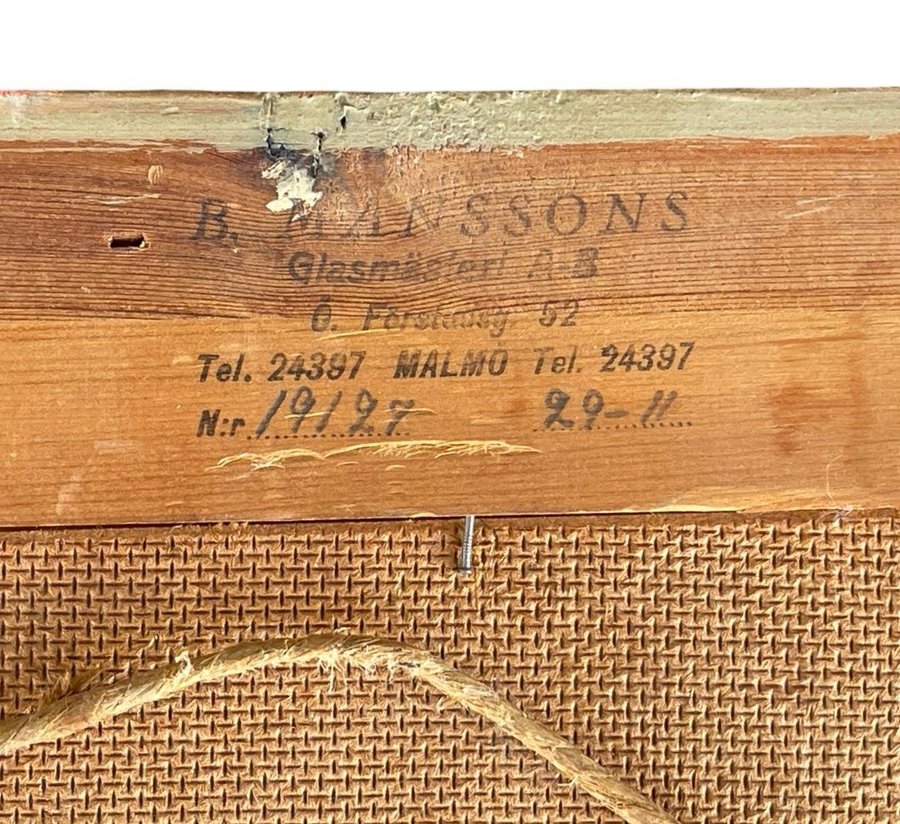 B. MÅNSSONS
Glasmästeri A-B
Ö. Förstadsg. 52
Tel. 24397 MALMÖ Tel. 24397
N:r 19127 29-11